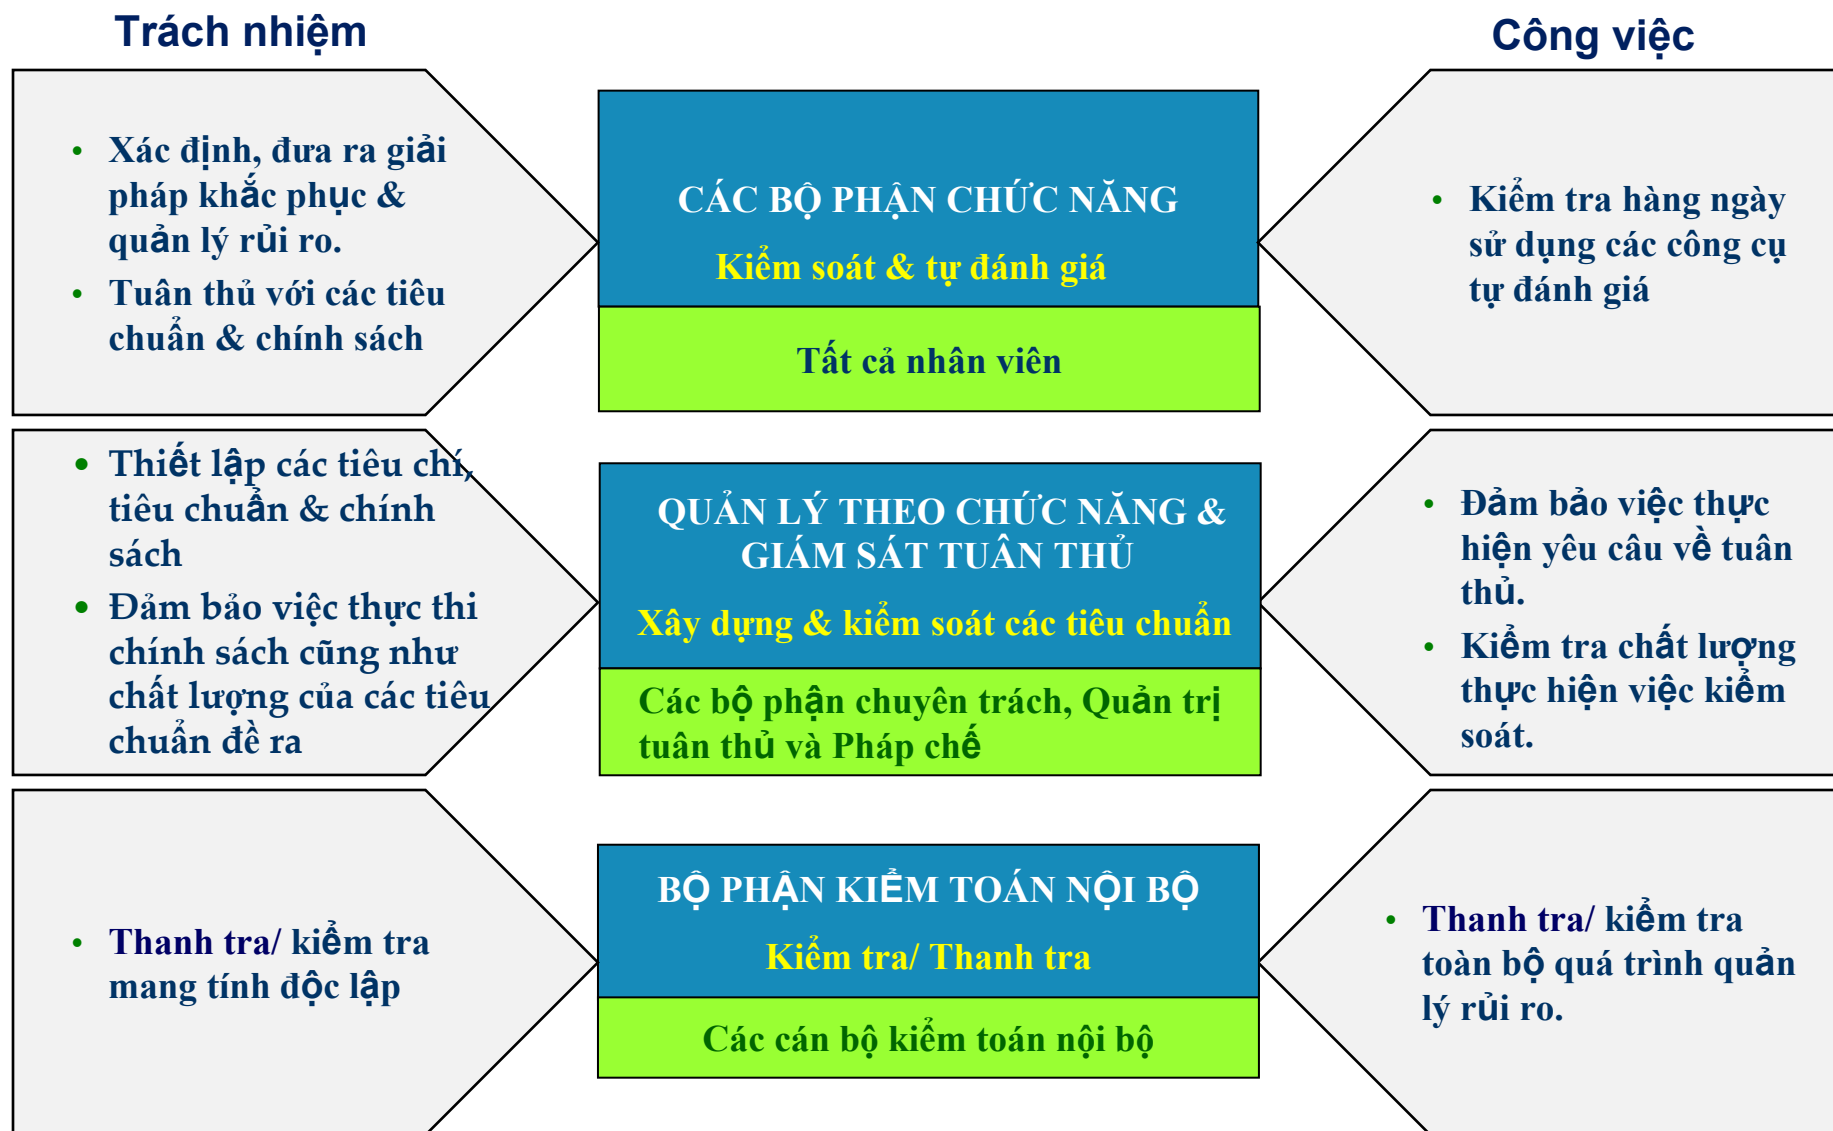 Trách nhiệm
Công việc
• Xác định, đưa ra giải
pháp khắc phục &
quản lý rủi ro.
• Tuân thủ với các tiêu
chuẩn & chính sách
CÁC BỘ PHẬN CHỨC NĂNG
Kiểm soát & tự đánh giá
Tất cả nhân viên
• Kiểm tra hàng ngày
sử dụng các công cụ
tự đánh giá
• Thiết lập các tiêu chí,
tiêu chuẩn & chính
sách
• Đảm bảo việc thực thi
chính sách cũng như
chất lượng của các tiêu
chuẩn đề ra
QUẢN LÝ THEO CHỨC NĂNG &
GIÁM SÁT TUÂN THỦ
Xây dựng & kiểm soát các tiêu chuẩn
Các bộ phận chuyên trách, Quản trị
tuân thủ và Pháp chế
• Đảm bảo việc thực
hiện yêu câu về tuân
thủ.
• Kiểm tra chất lượng
thực hiện việc kiểm
soát.
• Thanh tra/ kiểm tra
mang tính độc lập
BỘ PHẬN KIỂM TOÁN NỘI BỘ
Kiểm tra/ Thanh tra
Các cán bộ kiểm toán nội bộ
• Thanh tra/ kiểm tra
toàn bộ quá trình quản
lý rủi ro.